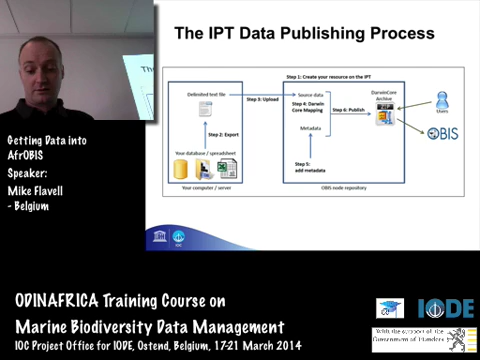 The IPT Data Publishing Process
Step 1: Create your resource on the IPT
Delimited text file
Step 3: Upload
Source data
DarwinCore
Archive
Step 4: Darwin
Core Mapping
Step 6: Publish
Users
Step 2: Export
Metadata
OBIS
Your database / spreadsheet
Step 5:
add metadata
Your computer / server
OBIS node repository
Getting Data into
AfrOBIS
Speaker:
Mike Flavell
- Belgium
ODINAFRICA Training Course on
Marine Biodiversity Data Management
IOC Project Office for IODE, Ostend, Belgium, 17-21 March 2014
IODE
With the support of the
Government of Flanders